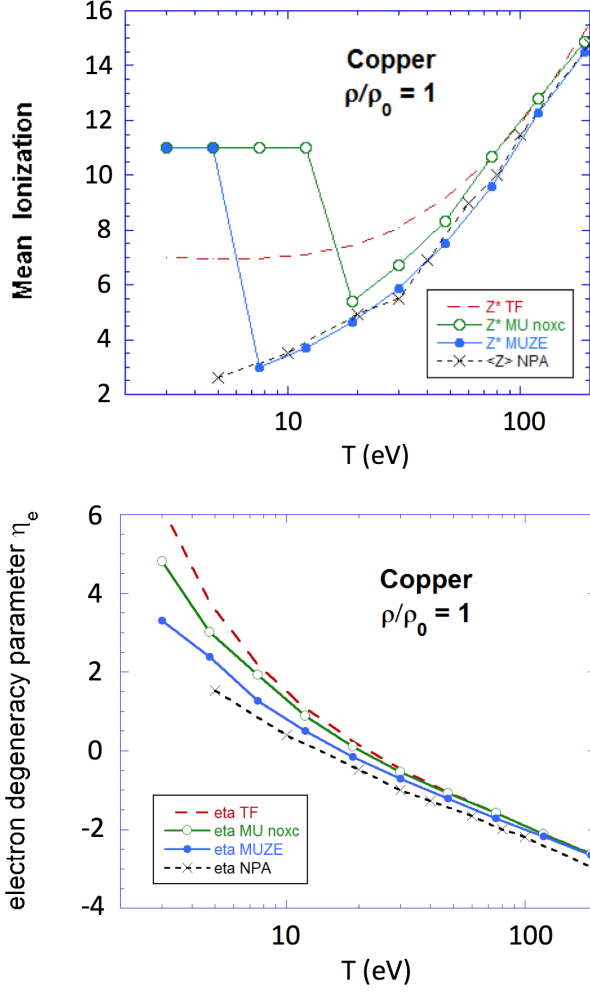 16
14
12
10
8
6
4
2
Mean Ionization
Copper
ρ/ρ0 = 1
Z* TF
Z* MU noxc
Z* MUZE
<Z> NPA
10
100
T (eV)
6
4
2
0
-2
-4
electron degeneracy parameter ηe
Copper
ρ/ρ0 = 1
eta TF
eta MU noxc
eta MUZE
eta NPA
10
100
T (eV)